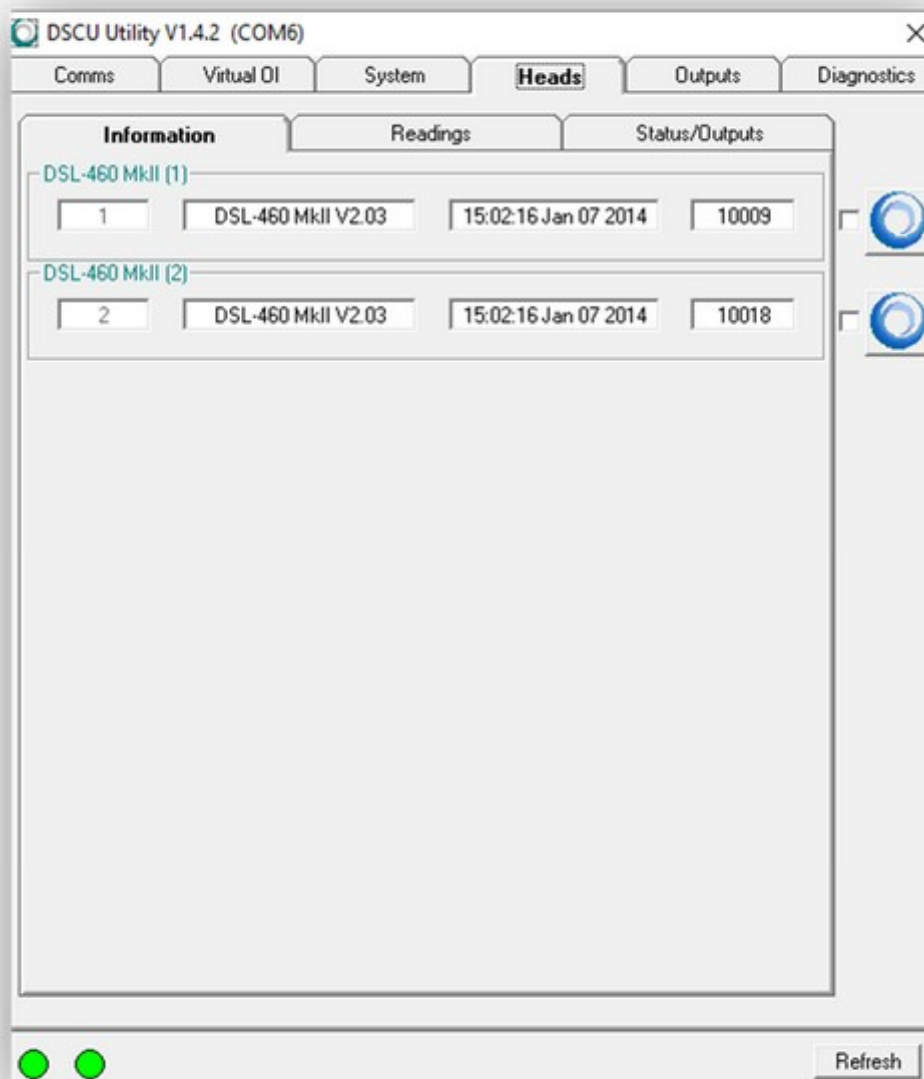 DSCU Utility V1.4.2 (COM6)
Comms Virtual OI System Heads Outputs Diagnostics
Information Readings Status/Outputs
DSL-460 MkII (1)
1 DSL-460 MkII V2.03 15:02:16 Jan 07 2014 10009
DSL-460 MkII (2)
2 DSL-460 MkII V2.03 15:02:16 Jan 07 2014 10018
Refresh